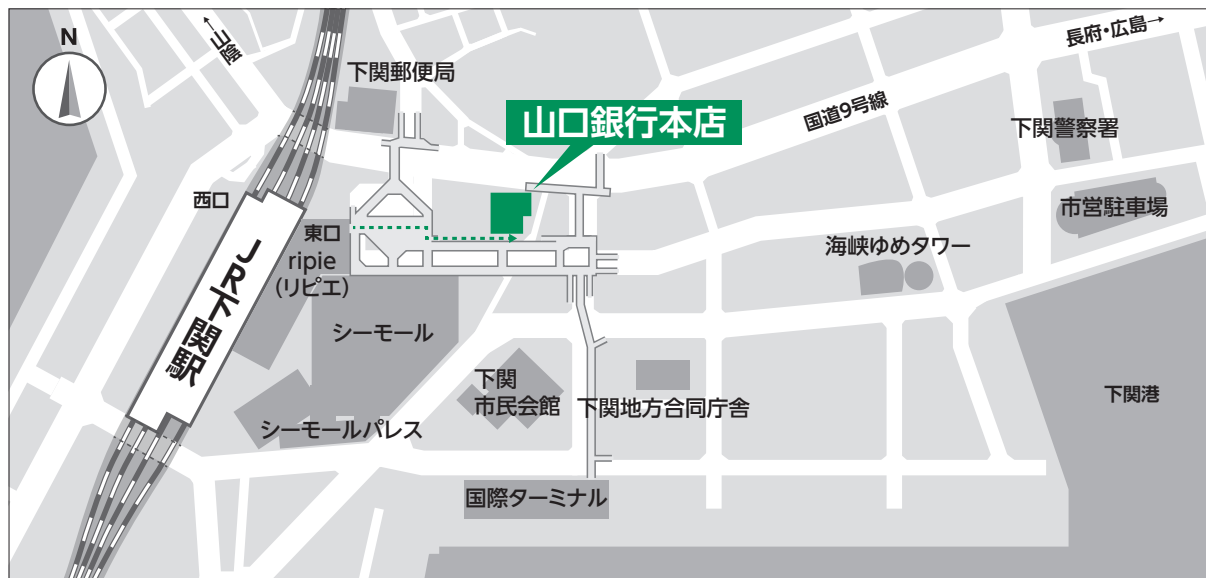 N
←山陰
長府・広島→
下関郵便局
山口銀行本店
国道9号線
下関警察署
西口
東口
市営駐車場
ripie
(リピエ)
海峡ゆめタワー
JR下関駅
シーモール
下関
市民会館
下関地方合同庁舎
下関港
シーモールパレス
国際ターミナル